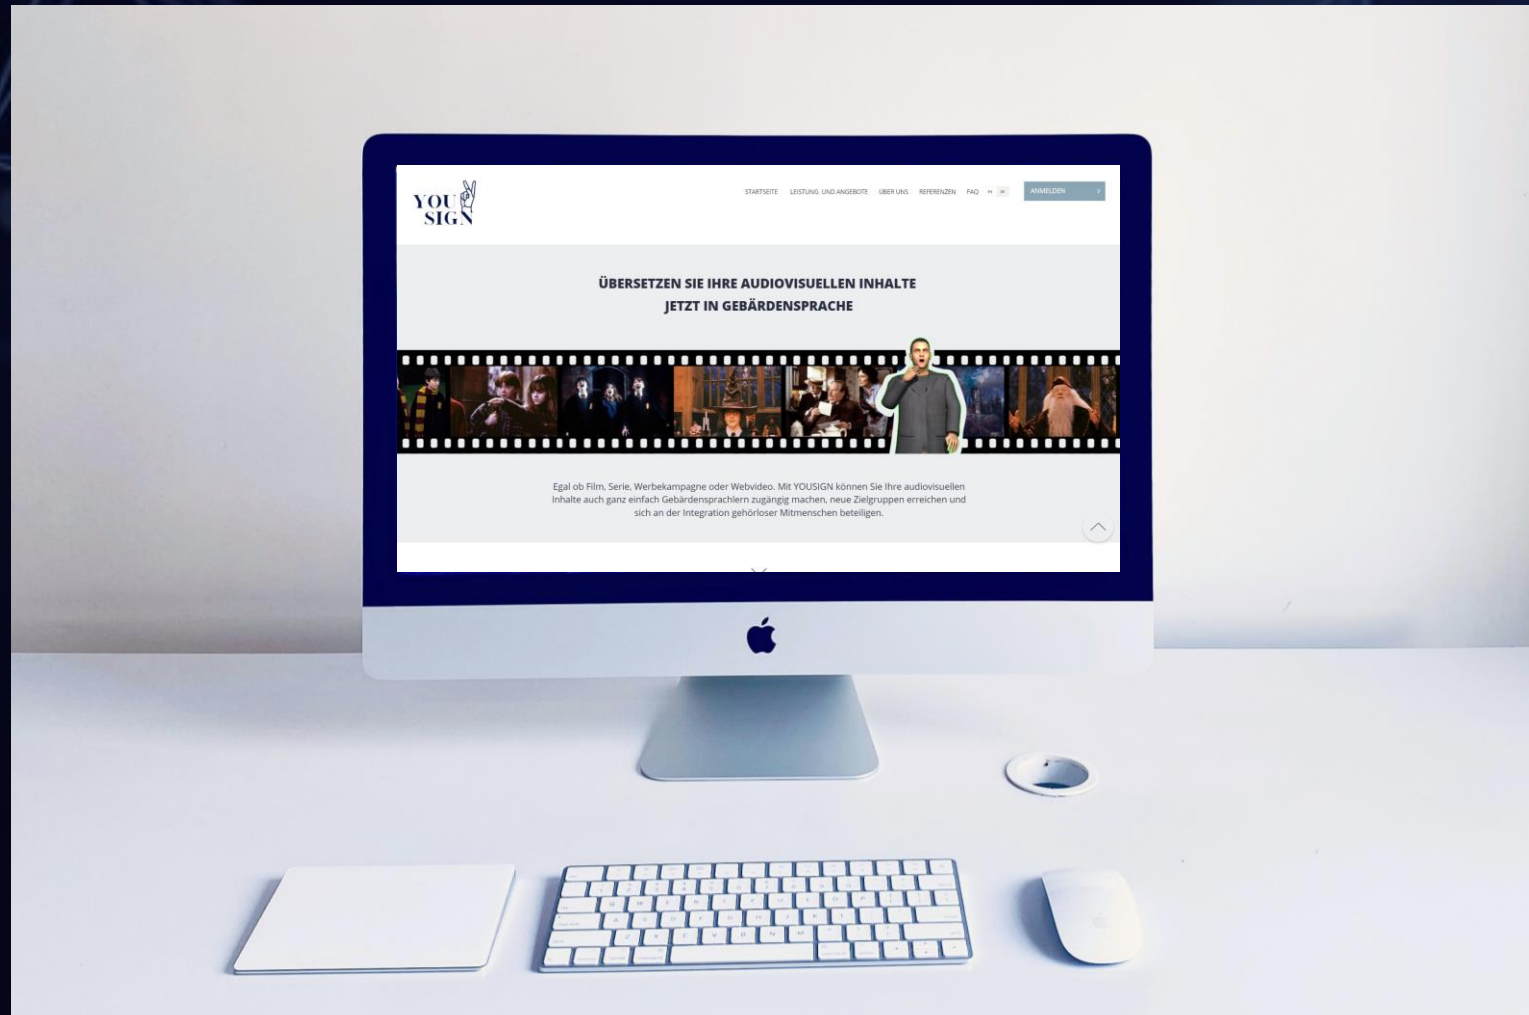 YOU
SIGN
STARTSEITE LEISTUNG UND ANGEBOTE ÜBER UNS REFERENZEN FAQ
ANMELDEN
ÜBERSETZEN SIE IHRE AUDIOVISUELLEN INHALTE
JETZT IN GEBÄRDENSPRACHE
Egal ob Film, Serie, Werbekampagne oder Webvideo. Mit YOUSIGN können Sie Ihre audiovisuellen
Inhalte auch ganz einfach Gebärdensprachlern zugängig machen, neue Zielgruppen erreichen und
sich an der Integration gehörloser Mitmenschen beteiligen.